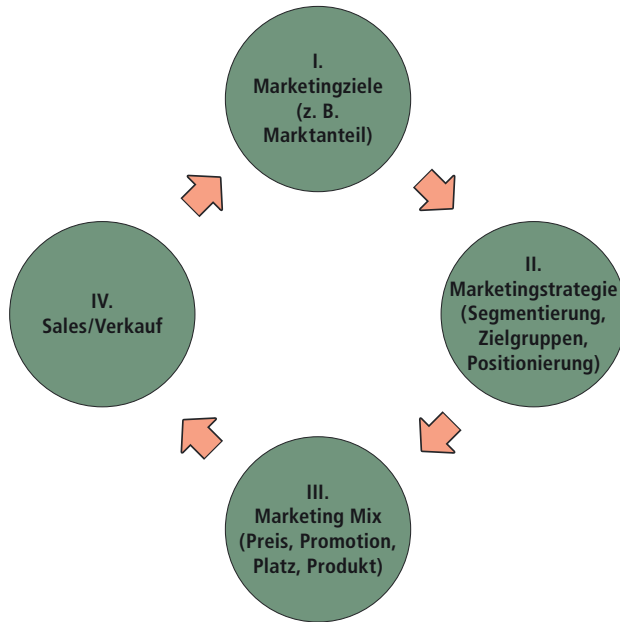 I.
Marketingziele
(z. B.
Marktanteil)
II.
Marketingstrategie
(Segmentierung,
Zielgruppen,
Positionierung)
III.
Marketing Mix
(Preis, Promotion,
Platz, Produkt)
IV.
Sales/Verkauf